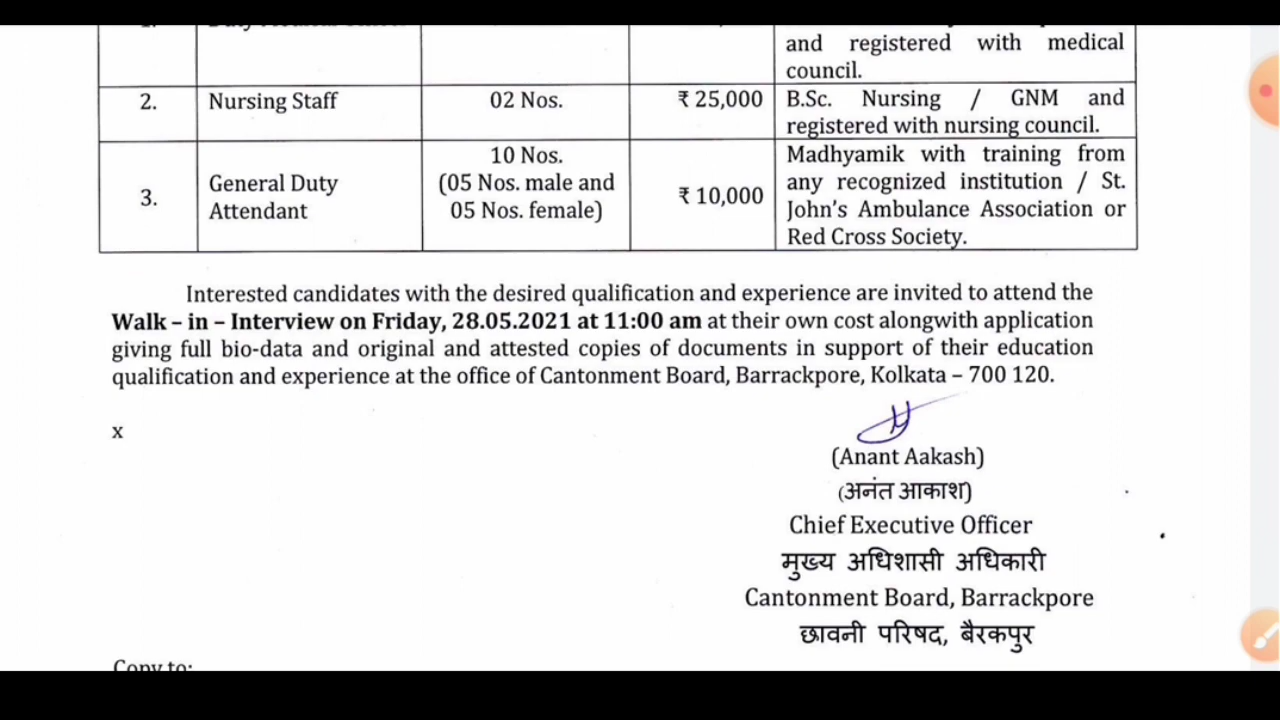 and registered with medical
council.
2. Nursing Staff 02 Nos. ₹ 25,000 B.Sc. Nursing / GNM and
registered with nursing council.
3. General Duty
Attendant
10 Nos.
(05 Nos. male and
05 Nos. female)
₹ 10,000
Madhyamik with training from
any recognized institution / St.
John's Ambulance Association or
Red Cross Society.
Interested candidates with the desired qualification and experience are invited to attend the
Walk – in – Interview on Friday, 28.05.2021 at 11:00 am at their own cost alongwith application
giving full bio-data and original and attested copies of documents in support of their education
qualification and experience at the office of Cantonment Board, Barrackpore, Kolkata – 700 120.
x
(Anant Aakash)
(अनंत आकाश)
Chief Executive Officer
मुख्य अधिशासी अधिकारी
Cantonment Board, Barrackpore
छावनी परिषद, बैरकपुर
Copy to: